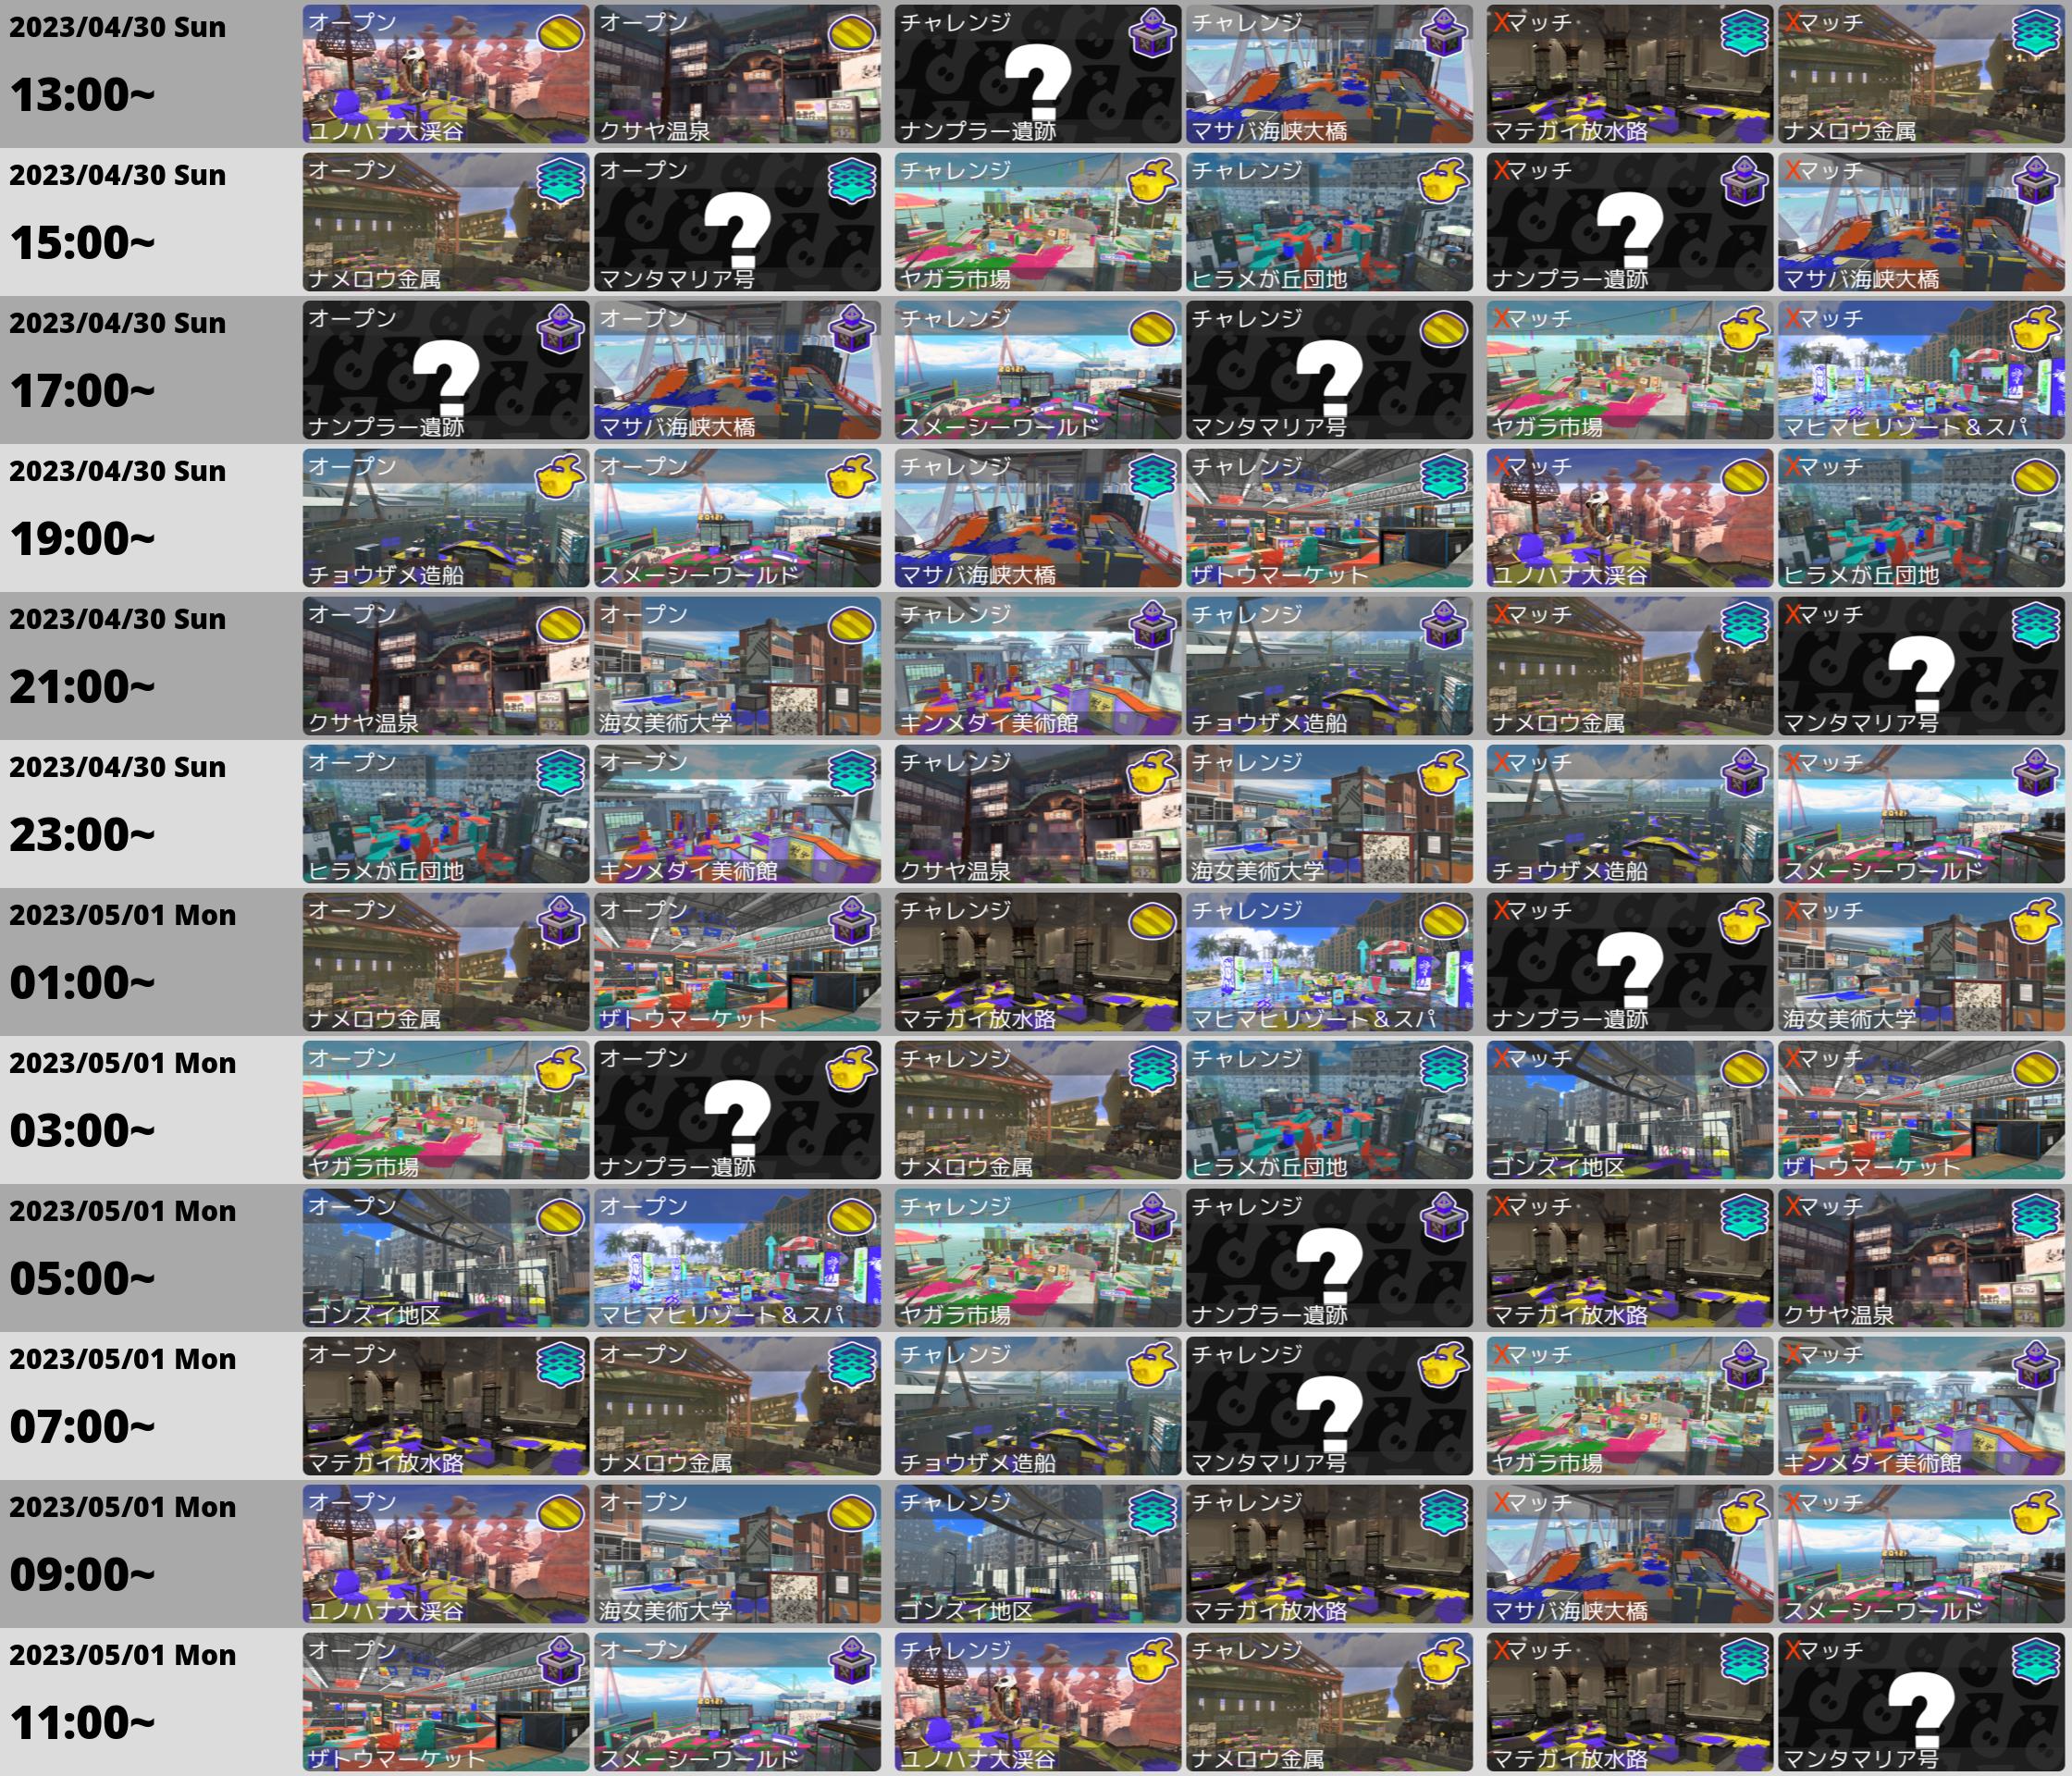 2023/04/30 Sun
13:00~
オープン オープン チャレンジ チャレンジ Xマッチ Xマッチ
ユノハナ大渓谷 クサヤ温泉 ナンプラー遺跡 マサバ海峡大橋 マテガイ放水路 ナメロウ金属
2023/04/30 Sun
15:00~
オープン オープン チャレンジ チャレンジ Xマッチ Xマッチ
ナメロウ金属 マンタマリア号 ヤガラ市場 ヒラメが丘団地 ナンプラー遺跡 マサバ海峡大橋
2023/04/30 Sun
17:00~
オープン オープン チャレンジ チャレンジ Xマッチ Xマッチ
ナンプラー遺跡 マサバ海峡大橋 スメーシーワールド マンタマリア号 ヤガラ市場 マヒマヒリゾート&スパ
2023/04/30 Sun
19:00~
オープン オープン チャレンジ チャレンジ Xマッチ Xマッチ
チョウザメ造船 スメーシーワールド マサバ海峡大橋 ザトウマーケット ユノハナ大渓谷 ヒラメが丘団地
2023/04/30 Sun
21:00~
オープン オープン チャレンジ チャレンジ Xマッチ Xマッチ
クサヤ温泉 海女美術大学 キンメダイ美術館 チョウザメ造船 ナメロウ金属 マンタマリア号
2023/04/30 Sun
23:00~
オープン オープン チャレンジ チャレンジ Xマッチ Xマッチ
ヒラメが丘団地 キンメダイ美術館 クサヤ温泉 海女美術大学 チョウザメ造船 スメーシーワールド
2023/05/01 Mon
01:00~
オープン オープン チャレンジ チャレンジ Xマッチ Xマッチ
ナメロウ金属 ザトウマーケット マテガイ放水路 マヒマヒリゾート&スパ ナンプラー遺跡 海女美術大学
2023/05/01 Mon
03:00~
オープン オープン チャレンジ チャレンジ Xマッチ Xマッチ
ヤガラ市場 ナンプラー遺跡 ナメロウ金属 ヒラメが丘団地 ゴンズイ地区 ザトウマーケット
2023/05/01 Mon
05:00~
オープン オープン チャレンジ チャレンジ Xマッチ Xマッチ
ゴンズイ地区 マヒマヒリゾート&スパ ヤガラ市場 ナンプラー遺跡 マテガイ放水路 クサヤ温泉
2023/05/01 Mon
07:00~
オープン オープン チャレンジ チャレンジ Xマッチ Xマッチ
マテガイ放水路 ナメロウ金属 チョウザメ造船 マンタマリア号 ヤガラ市場 キンメダイ美術館
2023/05/01 Mon
09:00~
オープン オープン チャレンジ チャレンジ Xマッチ Xマッチ
ユノハナ大渓谷 海女美術大学 ゴンズイ地区 マテガイ放水路 マサバ海峡大橋 スメーシーワールド
2023/05/01 Mon
11:00~
オープン オープン チャレンジ チャレンジ Xマッチ Xマッチ
ザトウマーケット スメーシーワールド ユノハナ大渓谷 ナメロウ金属 マテガイ放水路 マンタマリア号